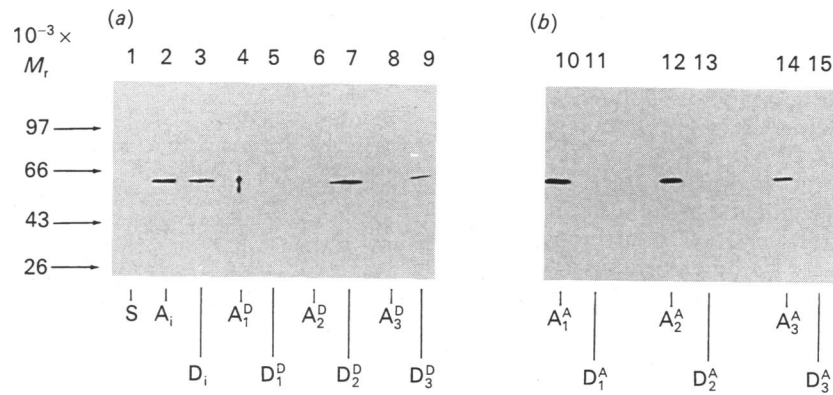 (a)
(b)
10⁻³ ×
Mᵣ
1 2 3 4 5 6 7 8 9
10 11 12 13 14 15
97
66
43
26
S Aᵢ A₁ᴰ A₂ᴰ A₃ᴰ
Dᵢ D₁ᴰ D₂ᴰ D₃ᴰ
A₁ᴬ A₂ᴬ A₃ᴬ
D₁ᴬ D₂ᴬ D₃ᴬ